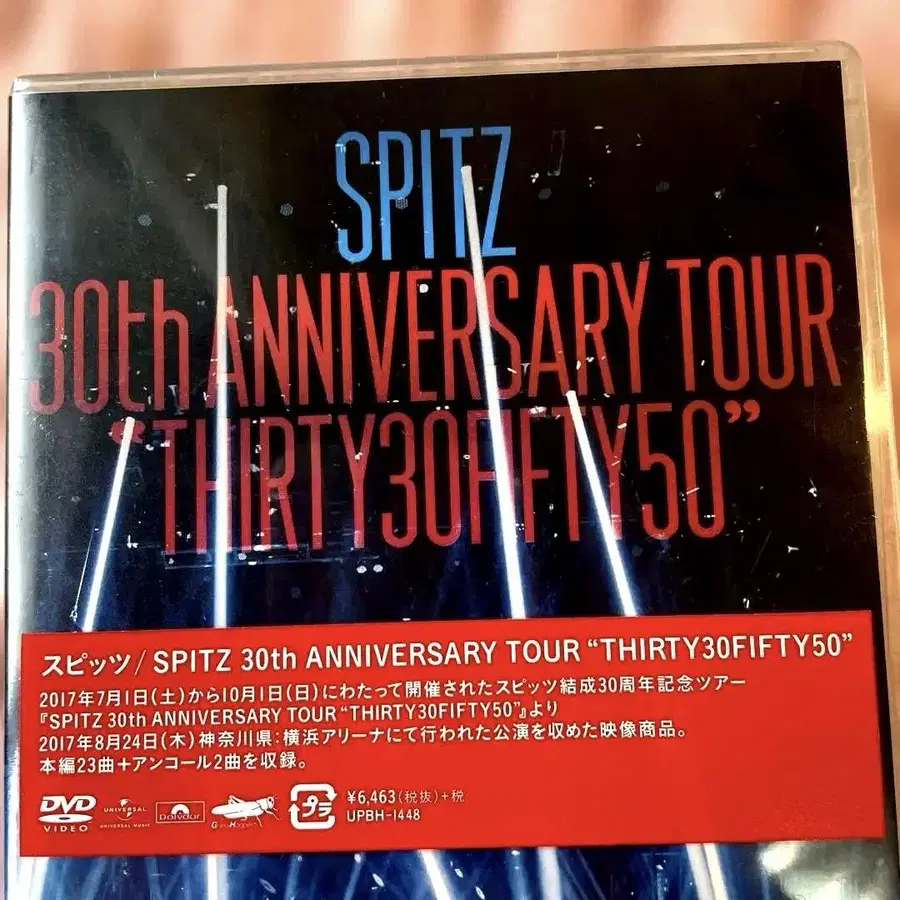 SPITZ
30th ANNIVERSARY TOUR
“THIRTY30FIFTY50”
スピッツ/ SPITZ 30th ANNIVERSARY TOUR “THIRTY30FIFTY50”
2017年7月1日(土)から10月1日(日)にわたって開催されたスピッツ結成30周年記念ツアー
『SPITZ 30th ANNIVERSARY TOUR “THIRTY30FIFTY50”』より
2017年8月24日(木)神奈川県:横浜アリーナにて行われた公演を収めた映像商品。
本編23曲+アンコール2曲を収録。
DVD
VIDEO
UNIVERSAL
UNIVERSAL MUSIC
Polydor
プラ
¥6,463(税抜)+税
UPBH-1448